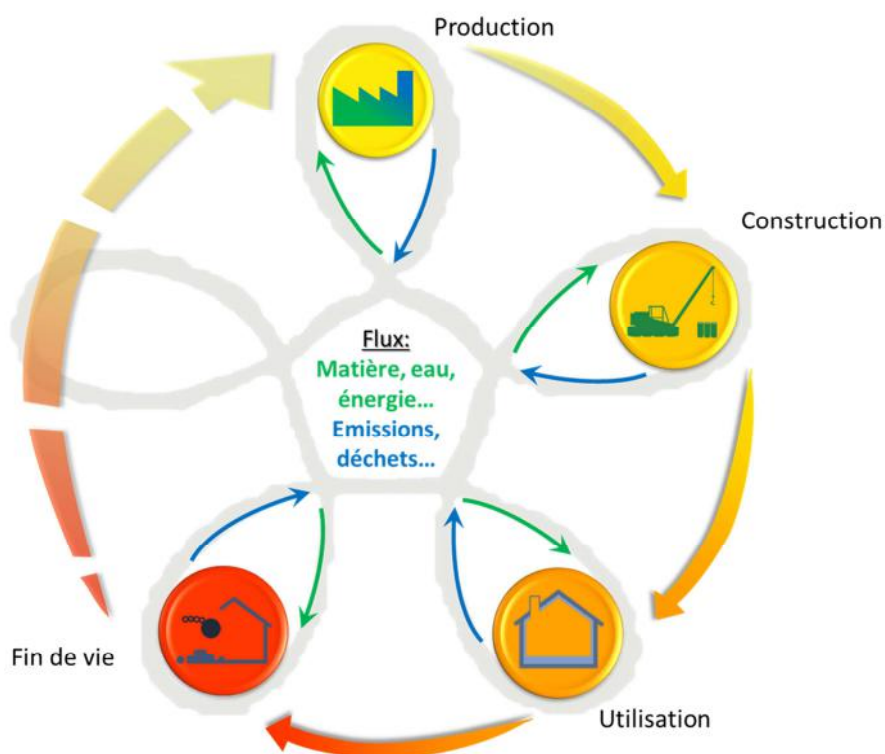 Production
Construction
Flux:
Matière, eau,
énergie…
Emissions,
déchets…
Fin de vie
Utilisation